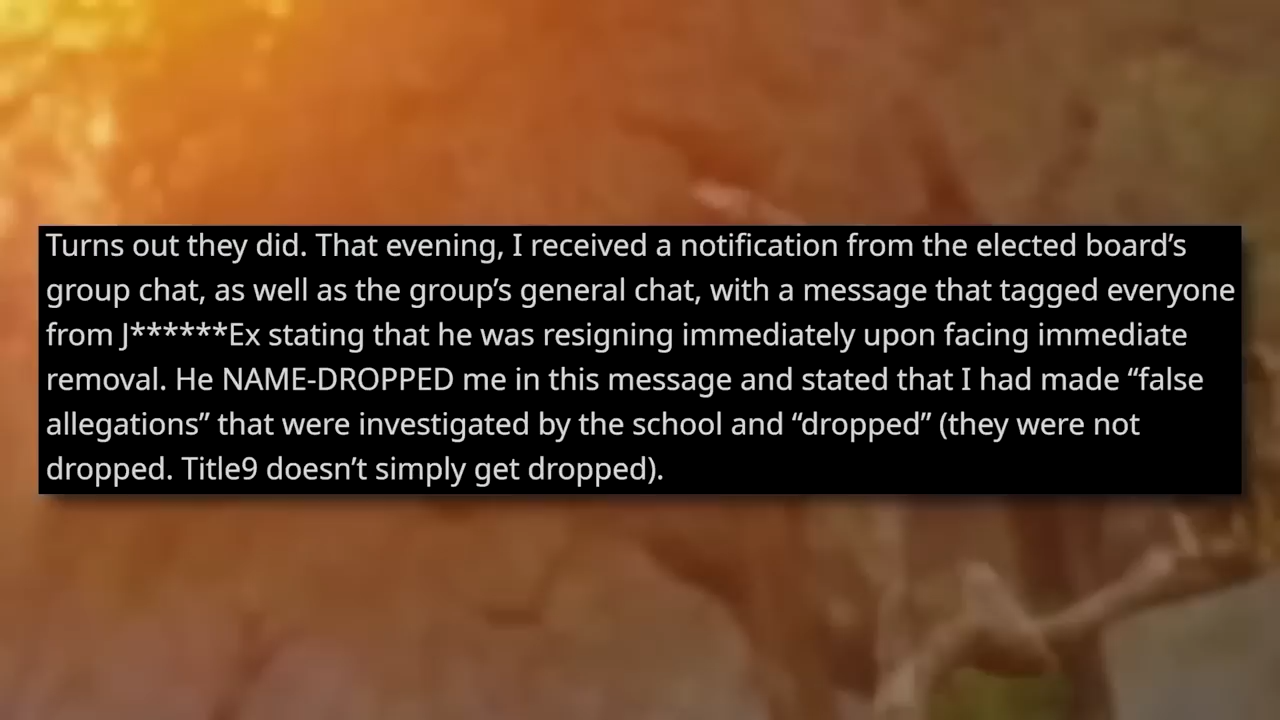 Turns out they did. That evening, I received a notification from the elected board’s
group chat, as well as the group’s general chat, with a message that tagged everyone
from J******Ex stating that he was resigning immediately upon facing immediate
removal. He NAME-DROPPED me in this message and stated that I had made “false
allegations” that were investigated by the school and “dropped” (they were not
dropped. Title9 doesn’t simply get dropped).